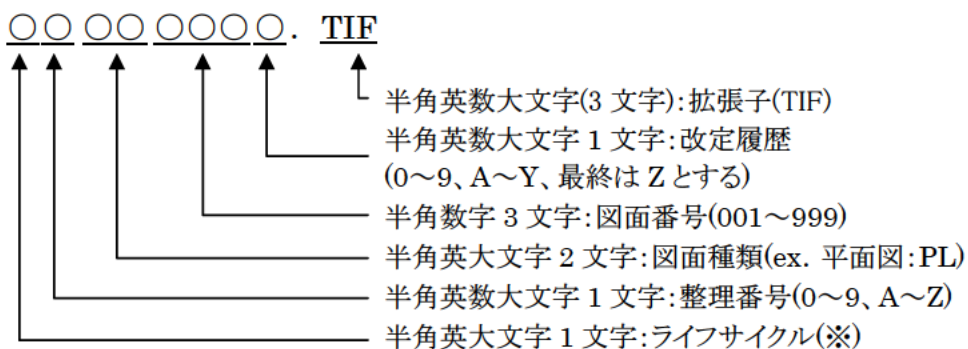 ○○ ○○ ○○○○. TIF
半角英数大文字(3 文字):拡張子(TIF)
半角英数大文字 1 文字:改定履歴
(0～9、A～Y、最終は Z とする)
半角数字 3 文字:図面番号(001～999)
半角英大文字 2 文字:図面種類(ex. 平面図:PL)
半角英数大文字 1 文字:整理番号(0～9、A～Z)
半角英大文字 1 文字:ライフサイクル(※)